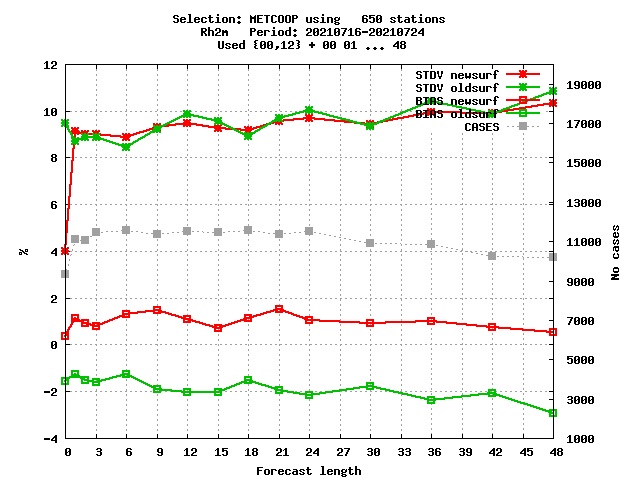 Selection: METCOOP using   650 stations
Rh2m   Period: 20210716-20210724
Used {00,12} + 00 01 ... 48
12
10
8
6
4
2
0
-2
-4
%
STDV newsurf
STDV oldsurf
BIAS newsurf
BIAS oldsurf
CASES
19000
17000
15000
13000
11000
9000
7000
5000
3000
1000
No cases
0 3 6 9 12 15 18 21 24 27 30 33 36 39 42 45 48
Forecast length